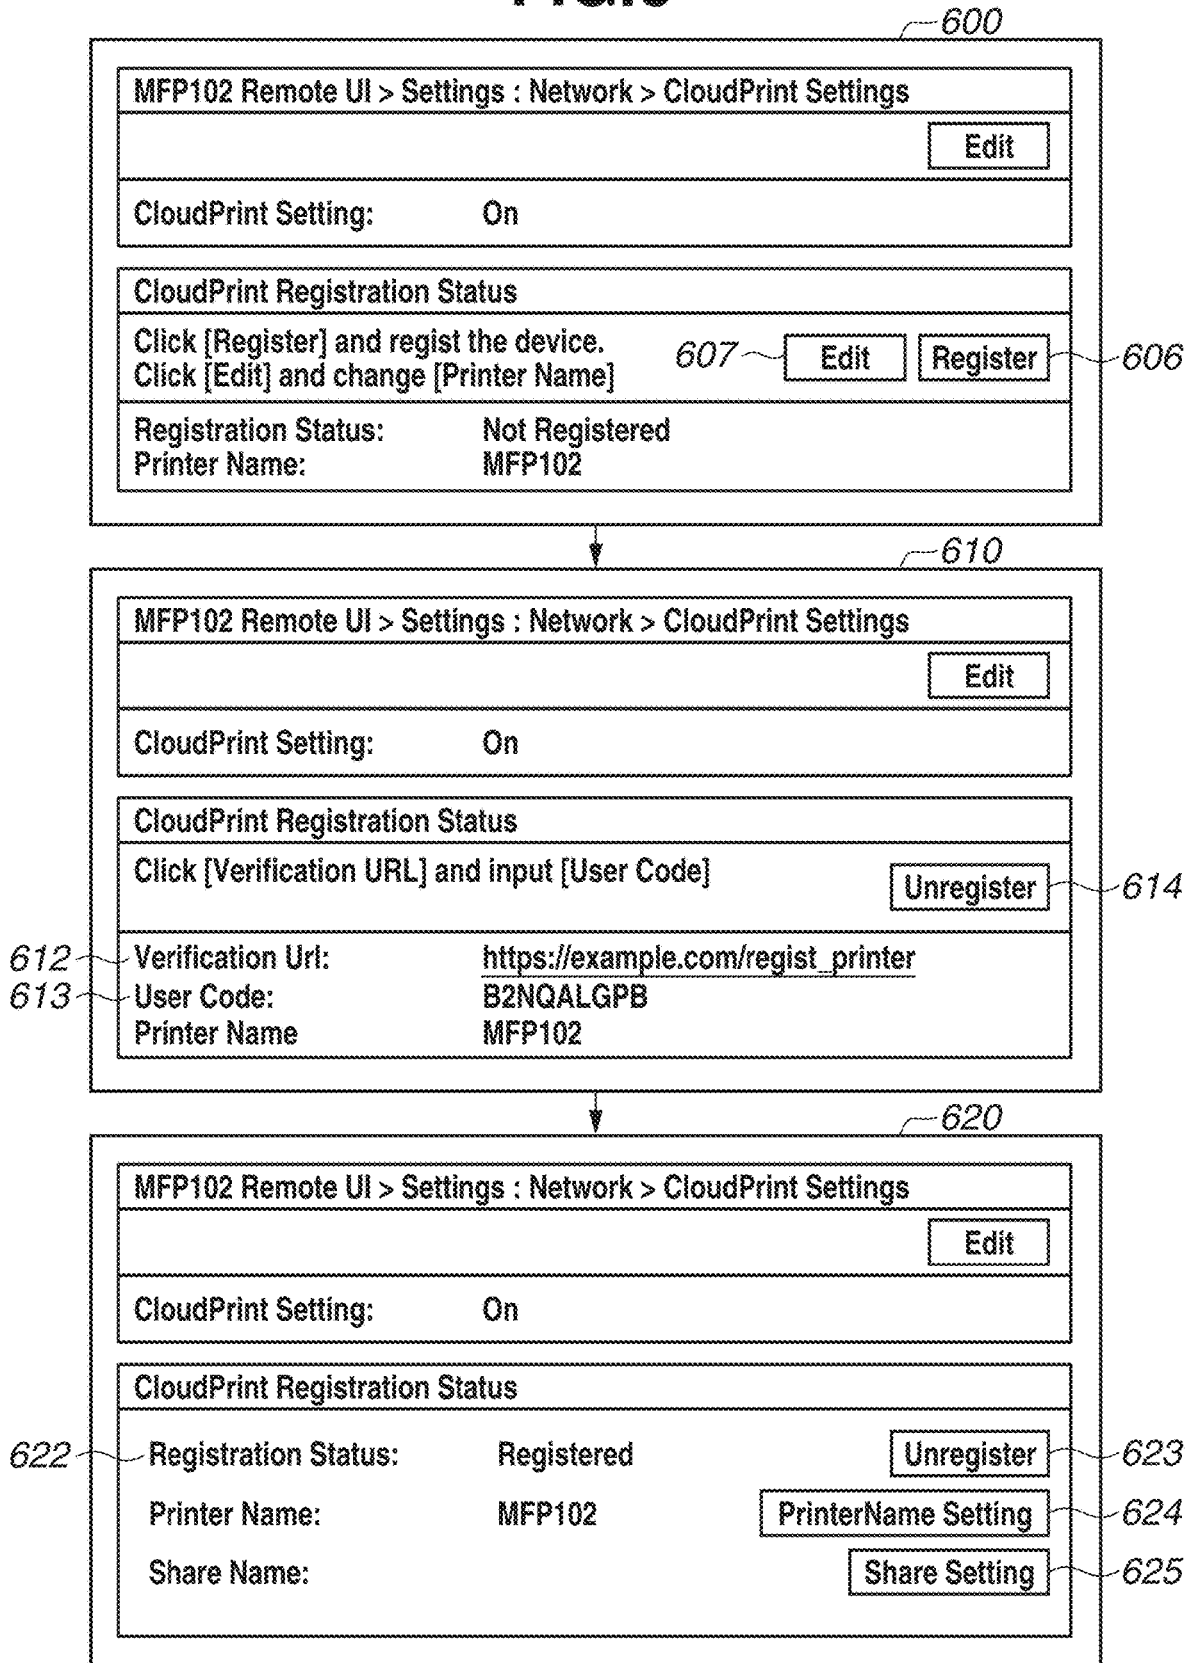 600
MFP102 Remote UI > Settings : Network > CloudPrint Settings
Edit
CloudPrint Setting: On
CloudPrint Registration Status
Click [Register] and regist the device.
Click [Edit] and change [Printer Name]
607 Edit Register 606
Registration Status: Not Registered
Printer Name: MFP102
610
MFP102 Remote UI > Settings : Network > CloudPrint Settings
Edit
CloudPrint Setting: On
CloudPrint Registration Status
Click [Verification URL] and input [User Code]
Unregister 614
612 Verification Url: https://example.com/regist_printer
613 User Code: B2NQALGPB
Printer Name MFP102
620
MFP102 Remote UI > Settings : Network > CloudPrint Settings
Edit
CloudPrint Setting: On
CloudPrint Registration Status
622 Registration Status: Registered Unregister 623
Printer Name: MFP102 PrinterName Setting 624
Share Name: Share Setting 625